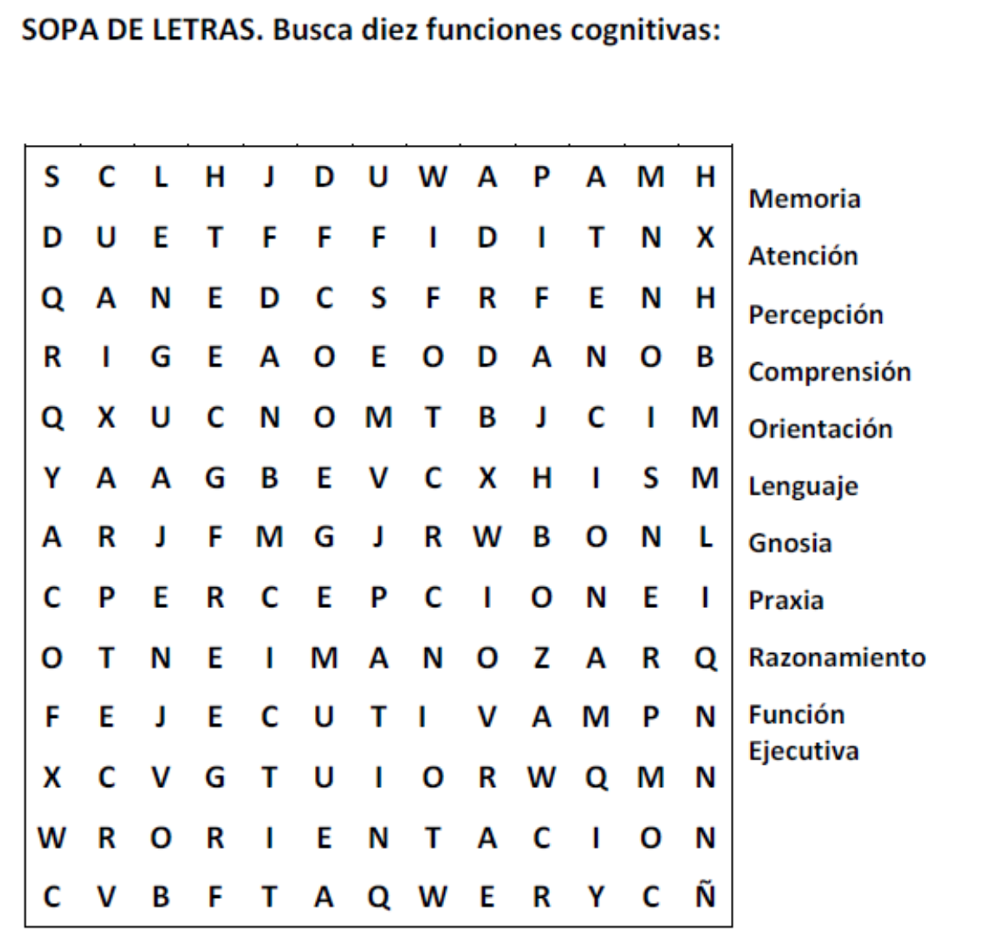 SOPA DE LETRAS. Busca diez funciones cognitivas:
S C L H J D U W A P A M H
D U E T F F F I D I T N X
Q A N E D C S F R F E N H
R I G E A O E O D A N O B
Q X U C N O M T B J C I M
Y A A G B E V C X H I S M
A R J F M G J R W B O N L
C P E R C E P C I O N E I
O T N E I M A N O Z A R Q
F E J E C U T I V A M P N
X C V G T U I O R W Q M N
W R O R I E N T A C I O N
C V B F T A Q W E R Y C Ñ
Memoria
Atención
Percepción
Comprensión
Orientación
Lenguaje
Gnosia
Praxia
Razonamiento
Función
Ejecutiva